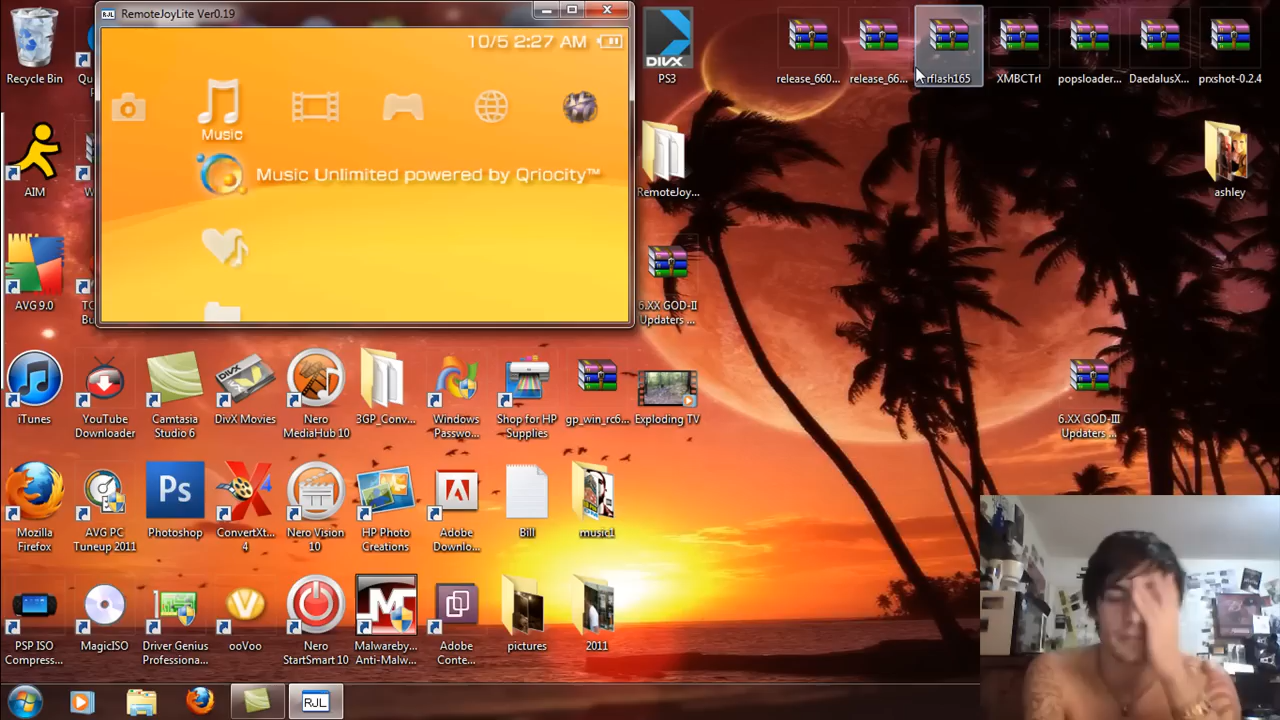 RJL RemoteJoyLite Ver0.19
10/5 2:27 AM
Music
Music Unlimited powered by Qriocity™
Recycle Bin
Qu
DIVX
PS3
release_660...
release_66...
rflash165
XMBCTrl
popsloader...
DaedalusX...
prxshot-0.2.4
AIM
W
RemoteJoy...
ashley
AVG 9.0
TC
Bu
6.XX GOD-II
Updaters ...
iTunes
YouTube
Downloader
Camtasia
Studio 6
DivX Movies
Nero
MediaHub 10
3GP_Conv...
Windows
Passwo...
Shop for HP
Supplies
gp_win_rc6...
Exploding TV
6.XX GOD-III
Updaters ...
Mozilla
Firefox
AVG PC
Tuneup 2011
Ps
Photoshop
ConvertXt...
4
Nero Vision
10
HP Photo
Creations
Adobe
Downlo...
Bill
music1
PSP ISO
Compress...
MagicISO
Driver Genius
Professiona...
ooVoo
Nero
StartSmart 10
Malwareby...
Anti-Malw...
Adobe
Conte...
pictures
2011
RJL